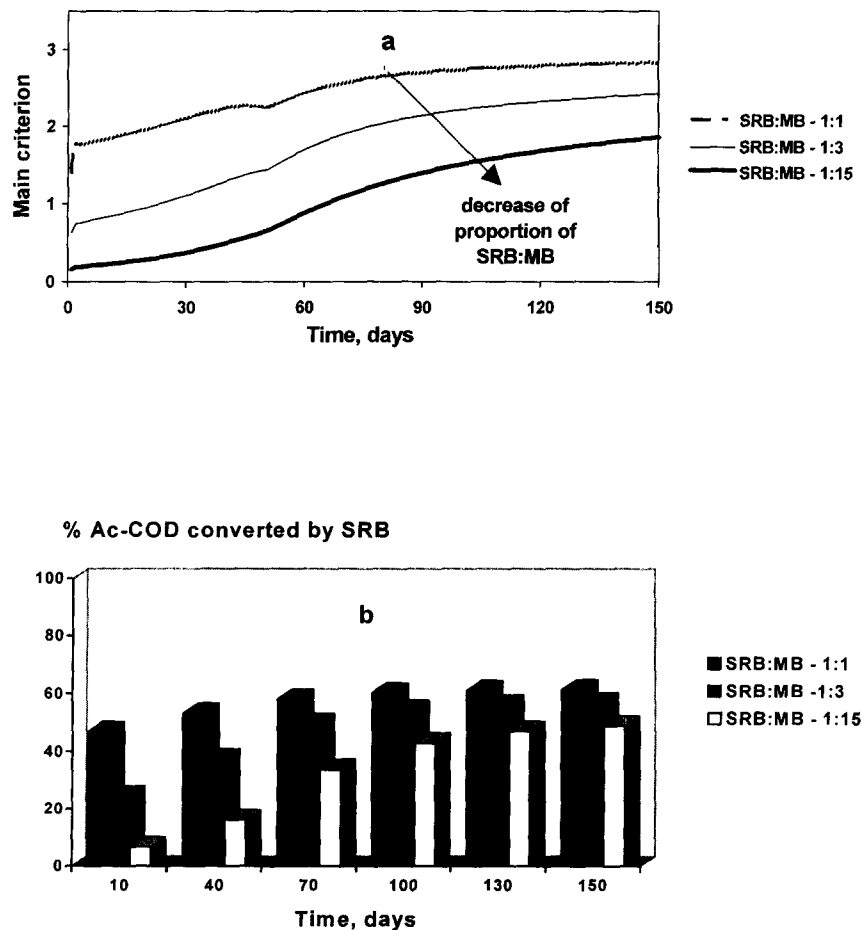 a
3
2
1
0
Main criterion
0 30 60 90 120 150
Time, days
decrease of
proportion of
SRB:MB
SRB:MB - 1:1
SRB:MB - 1:3
SRB:MB - 1:15
% Ac-COD converted by SRB
b
100
80
60
40
20
0
10 40 70 100 130 150
Time, days
SRB:MB - 1:1
SRB:MB -1:3
SRB:MB - 1:15